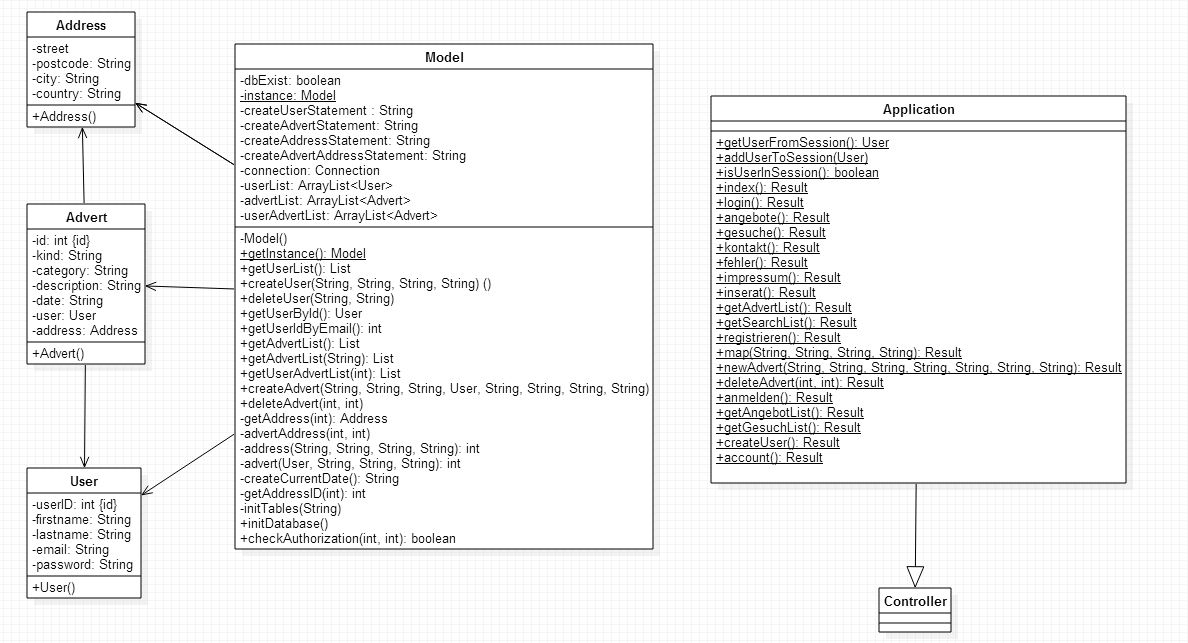 Address
-street
-postcode: String
-city: String
-country: String
+Address()
Advert
-id: int {id}
-kind: String
-category: String
-description: String
-date: String
-user: User
-address: Address
+Advert()
User
-userID: int {id}
-firstname: String
-lastname: String
-email: String
-password: String
+User()
Model
-dbExist: boolean
-instance: Model
-createUserStatement : String
-createAdvertStatement: String
-createAddressStatement: String
-createAdvertAddressStatement: String
-connection: Connection
-userList: ArrayList<User>
-advertList: ArrayList<Advert>
-userAdvertList: ArrayList<Advert>
-Model()
+getInstance(): Model
+getUserList(): List
+createUser(String, String, String, String) ()
+deleteUser(String, String)
+getUserById(): User
+getUserIdByEmail(): int
+getAdvertList(): List
+getAdvertList(String): List
+getUserAdvertList(int): List
+createAdvert(String, String, String, User, String, String, String, String)
+deleteAdvert(int, int)
-getAddress(int): Address
-advertAddress(int, int)
-address(String, String, String, String): int
-advert(User, String, String, String): int
-createCurrentDate(): String
-getAddressID(int): int
-initTables(String)
+initDatabase()
+checkAuthorization(int, int): boolean
Application
+getUserFromSession(): User
+addUserToSession(User)
+isUserInSession(): boolean
+index(): Result
+login(): Result
+angebote(): Result
+gesuche(): Result
+kontakt(): Result
+fehler(): Result
+impressum(): Result
+inserat(): Result
+getAdvertList(): Result
+getSearchList(): Result
+registrieren(): Result
+map(String, String, String, String): Result
+newAdvert(String, String, String, String, String, String, String): Result
+deleteAdvert(int, int): Result
+anmelden(): Result
+getAngebotList(): Result
+getGesuchList(): Result
+createUser(): Result
+account(): Result
Controller